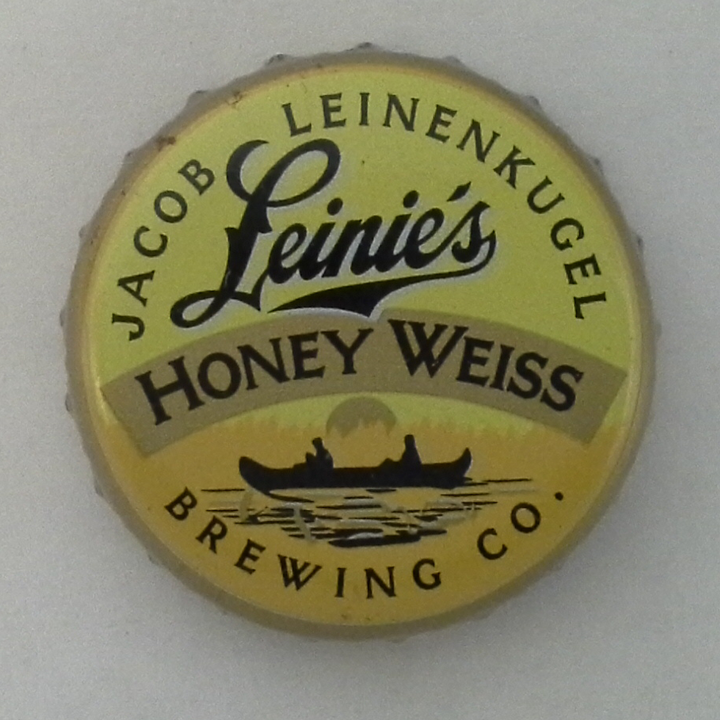 JACOB LEINENKUGEL
Leinie's
HONEY WEISS
BREWING CO.